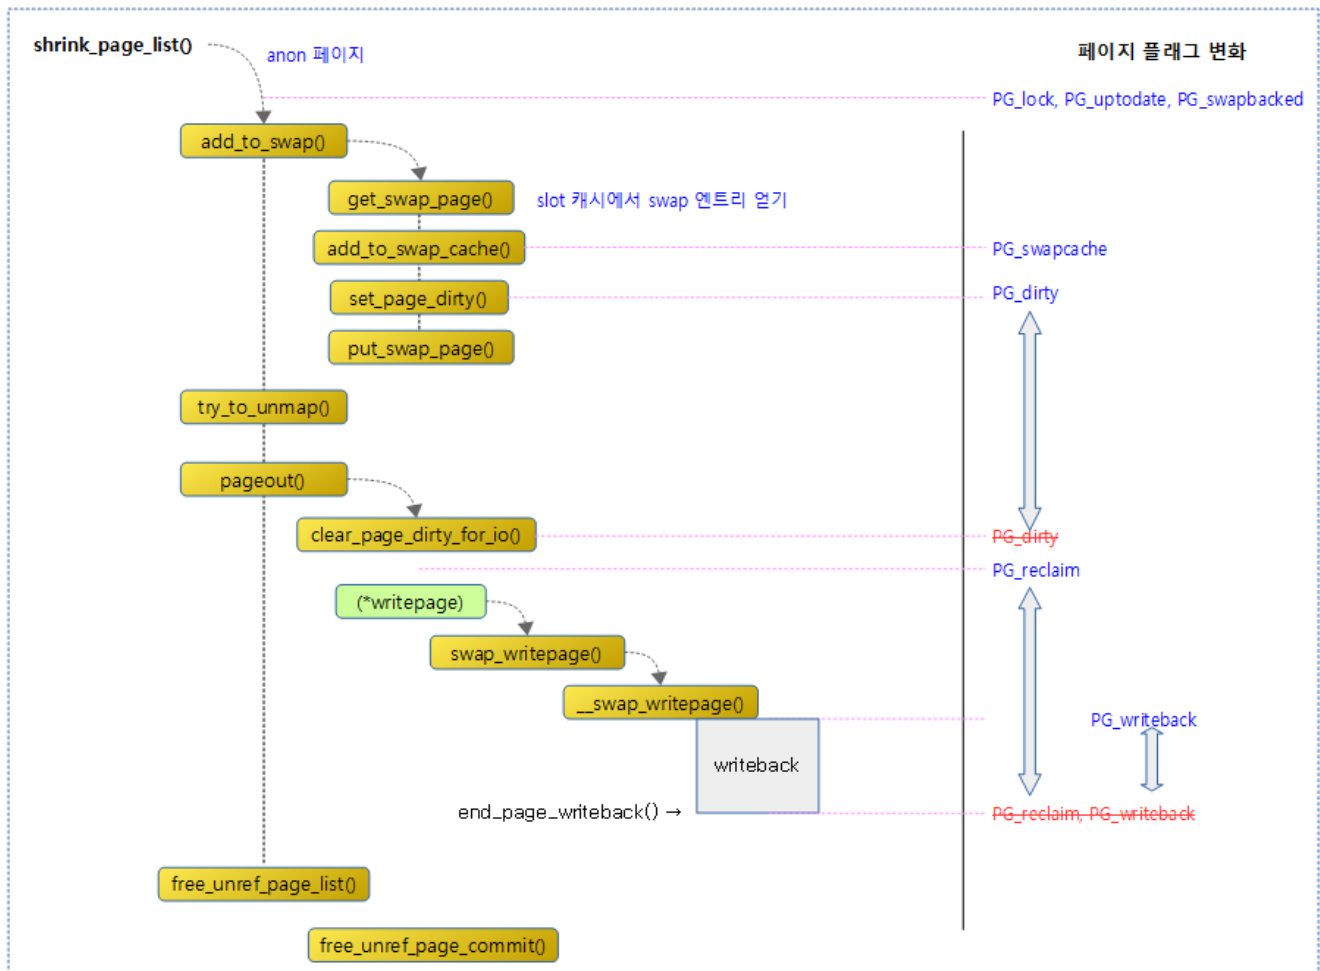 shrink_page_list()
anon 페이지
페이지 플래그 변화
PG_lock, PG_uptodate, PG_swapbacked
add_to_swap()
get_swap_page()
slot 캐시에서 swap 엔트리 얻기
add_to_swap_cache()
PG_swapcache
set_page_dirty()
PG_dirty
put_swap_page()
try_to_unmap()
pageout()
clear_page_dirty_for_io()
PG_dirty
PG_reclaim
(*writepage)
swap_writepage()
__swap_writepage()
PG_writeback
writeback
end_page_writeback() →
PG_reclaim, PG_writeback
free_unref_page_list()
free_unref_page_commit()